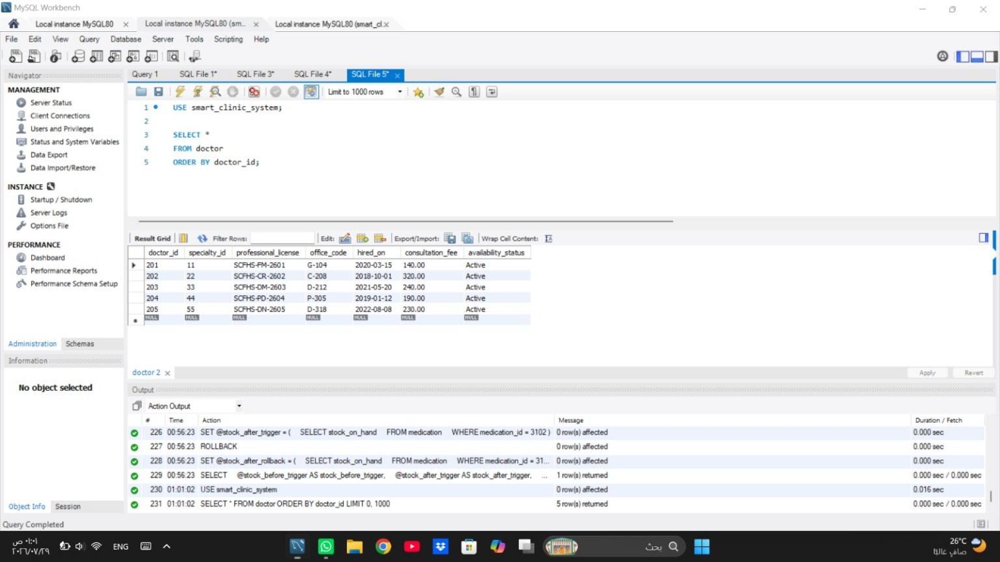 MySQL Workbench
Local instance MySQL80 Local instance MySQL80 (sm... Local instance MySQL80 (smart_cl
File Edit View Query Database Server Tools Scripting Help
Navigator
MANAGEMENT
Server Status
Client Connections
Users and Privileges
Status and System Variables
Data Export
Data Import/Restore
INSTANCE
Startup / Shutdown
Server Logs
Options File
PERFORMANCE
Dashboard
Performance Reports
Performance Schema Setup
Administration Schemas
Information
No object selected
Object Info Session
Query 1 SQL File 1* SQL File 3* SQL File 4* SQL File 5*
Limit to 1000 rows
1 USE smart_clinic_system;
2
3 SELECT *
4 FROM doctor
5 ORDER BY doctor_id;
Result Grid Filter Rows: Edit: Export/Import: Wrap Cell Content:
doctor_id specialty_id professional_license office_code hired_on consultation_fee availability_status
201 11 SCFHS-FM-2601 G-104 2020-03-15 140.00 Active
202 22 SCFHS-CR-2602 C-208 2018-10-01 320.00 Active
203 33 SCFHS-DM-2603 D-212 2021-05-20 240.00 Active
204 44 SCFHS-PD-2604 P-305 2019-01-12 190.00 Active
205 55 SCFHS-DN-2605 D-318 2022-08-08 230.00 Active
NULL NULL NULL NULL NULL NULL NULL
doctor 2 Apply Revert
Output
Action Output
# Time Action Message Duration / Fetch
226 00:56:23 SET @stock_after_trigger = ( SELECT stock_on_hand FROM medication WHERE medication_id = 3102 ) 0 row(s) affected 0.000 sec
227 00:56:23 ROLLBACK 0 row(s) affected 0.000 sec
228 00:56:23 SET @stock_after_rollback = ( SELECT stock_on_hand FROM medication WHERE medication_id = 31... 0 row(s) affected 0.000 sec
229 00:56:23 SELECT @stock_before_trigger AS stock_before_trigger, @stock_after_trigger AS stock_after_trigger, ... 1 row(s) returned 0.000 sec / 0.000 sec
230 01:01:02 USE smart_clinic_system 0 row(s) affected 0.016 sec
231 01:01:02 SELECT * FROM doctor ORDER BY doctor_id LIMIT 0, 1000 5 row(s) returned 0.000 sec / 0.000 sec
Query Completed
٠١:٠١ ص
٢٠٢٦/٠٧/٢٩
ENG
بحث
26°C
صافٍ غالبًا